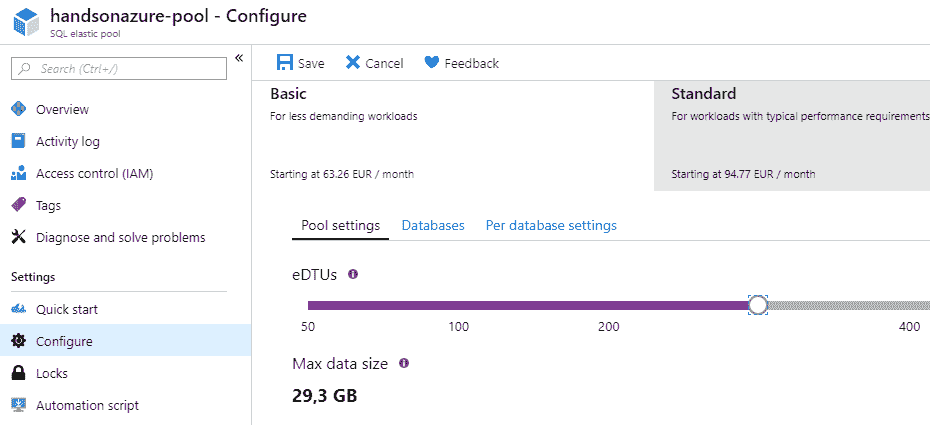 handsonazure-pool - Configure
SQL elastic pool
Search (Ctrl+/)
«
Overview
Activity log
Access control (IAM)
Tags
Diagnose and solve problems
Settings
Quick start
Configure
Locks
Automation script
Save Cancel Feedback
Basic
For less demanding workloads
Starting at 63.26 EUR / month
Standard
For workloads with typical performance requirements
Starting at 94.77 EUR / month
Pool settings Databases Per database settings
eDTUs
50 100 200 400
Max data size
29,3 GB